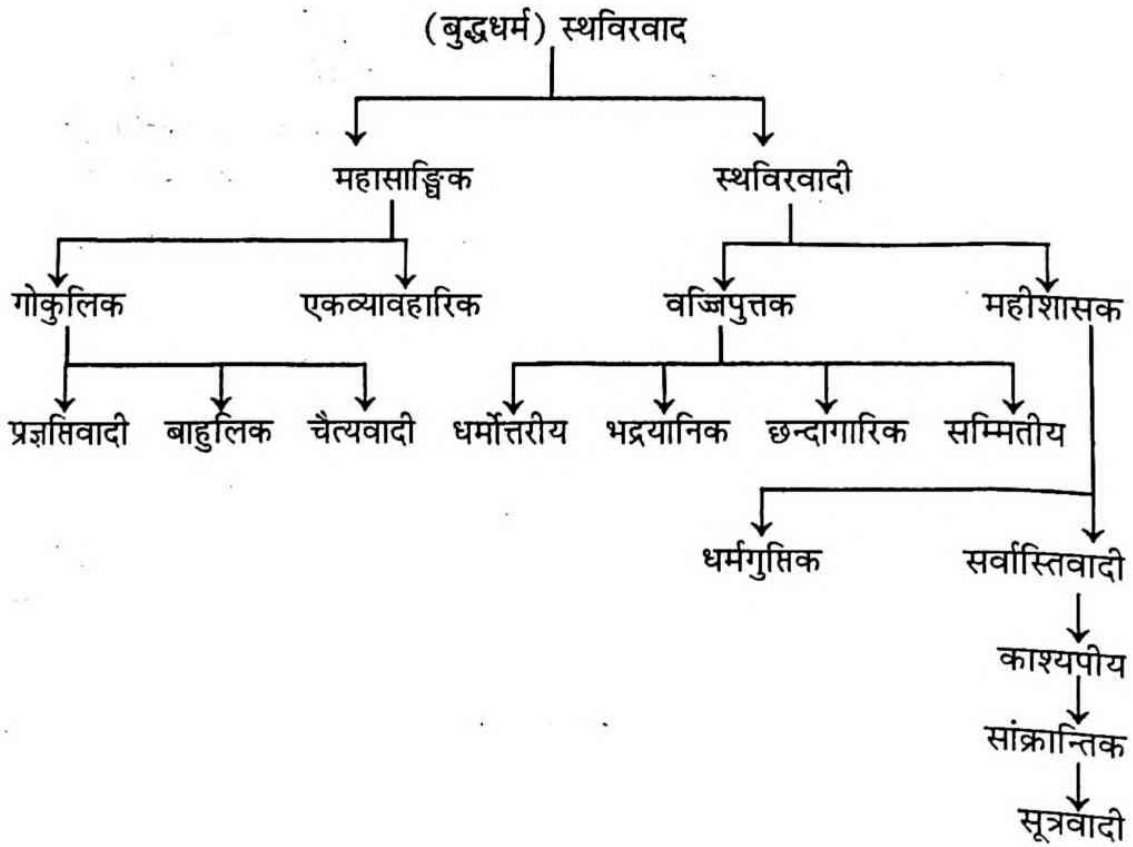 (बुद्धधर्म) स्थविरवाद
महासाङ्घिक स्थविरवादी
गोकुलिक एकव्यावहारिक वज्जिपुत्तक महीशासक
प्रज्ञप्तिवादी बाहुलिक चैत्यवादी धर्मोत्तरीय भद्रयानिक छन्दागारिक सम्मितीय
धर्मगुप्तिक सर्वास्तिवादी
काश्यपीय
सांक्रान्तिक
सूत्रवादी